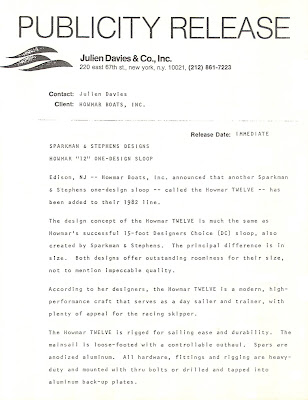 PUBLICITY RELEASE
Julien Davies & Co., Inc.
220 east 67th st., new york, n.y. 10021, (212) 861-7223
Contact: Julien Davies
Client: HOWMAR BOATS, INC.
Release Date: IMMEDIATE
SPARKMAN & STEPHENS DESIGNS
HOWMAR "12" ONE-DESIGN SLOOP
Edison, NJ -- Howmar Boats, Inc. announced that another Sparkman
& Stephens one-design sloop -- called the Howmar TWELVE -- has
been added to their 1982 line.
The design concept of the Howmar TWELVE is much the same as
Howmar's successful 15-foot Designers Choice (DC) sloop, also
created by Sparkman & Stephens. The principal difference is in
size. Both designs offer outstanding roominess for their size,
not to mention impeccable quality.
According to her designers, the Howmar TWELVE is a modern, high-
performance craft that serves as a day sailer and trainer, with
plenty of appeal for the racing skipper.
The Howmar TWELVE is rigged for sailing ease and durability. The
mainsail is loose-footed with a controllable outhaul. Spars are
anodized aluminum. All hardware, fittings and rigging are heavy-
duty and mounted with thru bolts or drilled and tapped into
aluminum back-up plates.